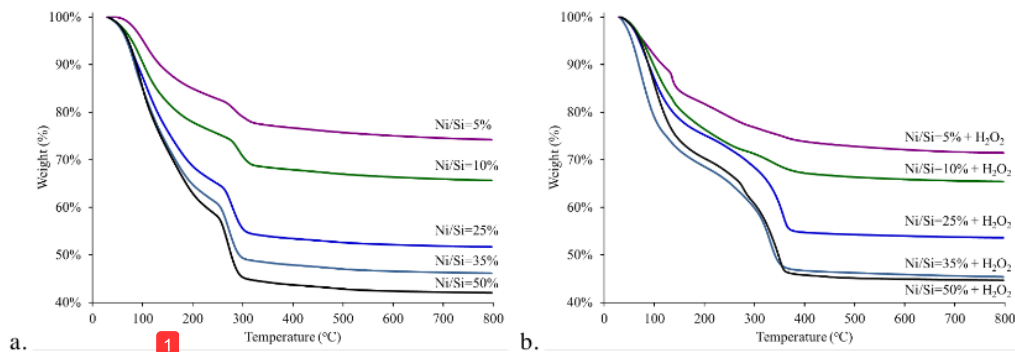 100%
90%
80%
70%
60%
50%
40%
Weight (%)
0 100 200 300 400 500 600 700 800
Temperature (°C)
Ni/Si=5%
Ni/Si=10%
Ni/Si=25%
Ni/Si=35%
Ni/Si=50%
a.
1
100%
90%
80%
70%
60%
50%
40%
Weight (%)
0 100 200 300 400 500 600 700 800
Temperature (°C)
Ni/Si=5% + H₂O₂
Ni/Si=10% + H₂O₂
Ni/Si=25% + H₂O₂
Ni/Si=35% + H₂O₂
Ni/Si=50% + H₂O₂
b.